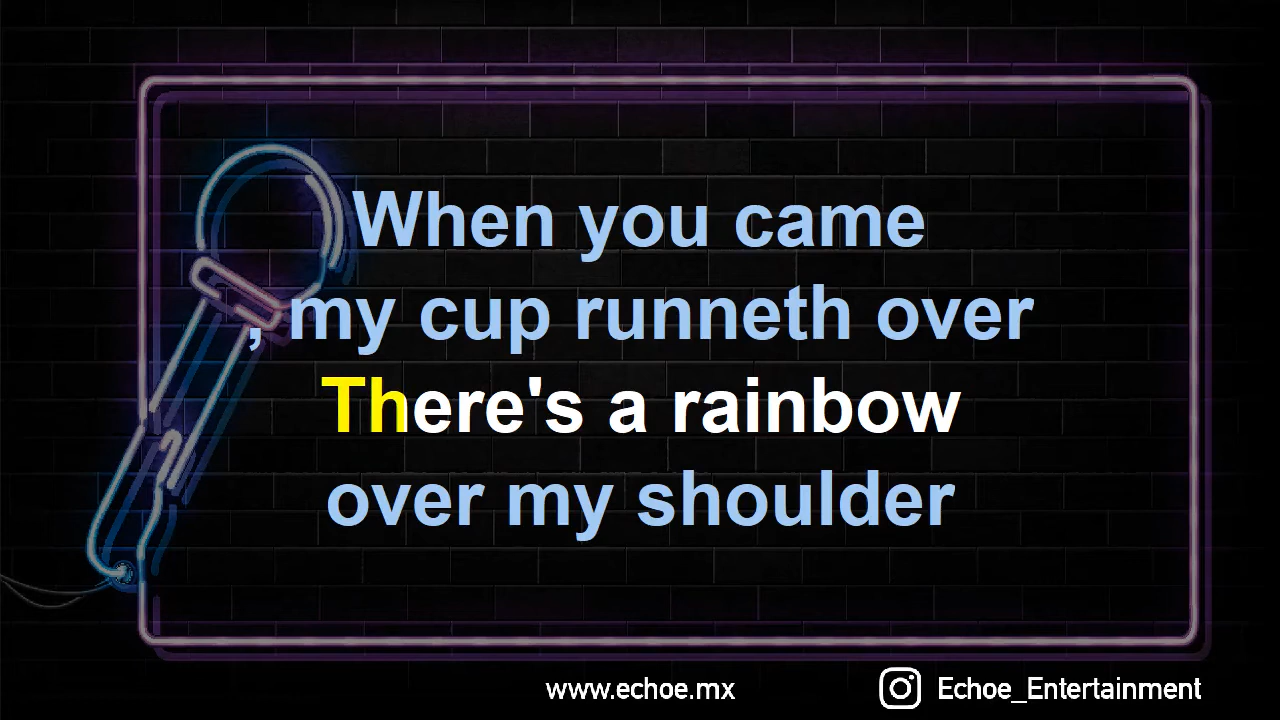 When you came
, my cup runneth over
There's a rainbow
over my shoulder
www.echoe.mx
Echoe_Entertainment